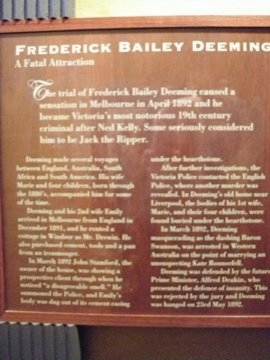 FREDERICK BAILEY DEEMING
A Fatal Attraction
The trial of Frederick Bailey Deeming caused a
sensation in Melbourne in April 1892 and he
became Victoria's most notorious 19th century
criminal after Ned Kelly. Some seriously considered
him to be Jack the Ripper.
Deeming made several voyages
between England, Australia, South
Africa and South America. His wife
Marie and four children, born through
the 1880's, accompanied him for some
of the time.
Deeming and his 2nd wife Emily
arrived in Melbourne from England in
December 1891, and he rented a
cottage in Windsor as Mr. Drewin. He
also purchased cement, tools and a pan
from an ironmonger.
In March 1892 John Stamford, the
owner of the house, was showing a
prospective client through when he
noticed "a disagreeable smell." He
summoned the Police, and Emily's
body was dug out of its cement casing
under the hearthstone.
After further investigations, the
Victoria Police contacted the English
Police, where another murder was
revealed. In Deeming's old home near
Liverpool, the bodies of his 1st wife,
Marie, and their four children, were
found buried under the hearthstone.
In March 1892, Deeming
masquerading as the dashing Baron
Swanson, was arrested in Western
Australia on the point of marrying an
unsuspecting Kate Rounsefell.
Deeming was defended by the future
Prime Minister, Alfred Deakin, who
presented the defence of insanity. This
was rejected by the jury and Deeming
was hanged on 23rd May 1892.